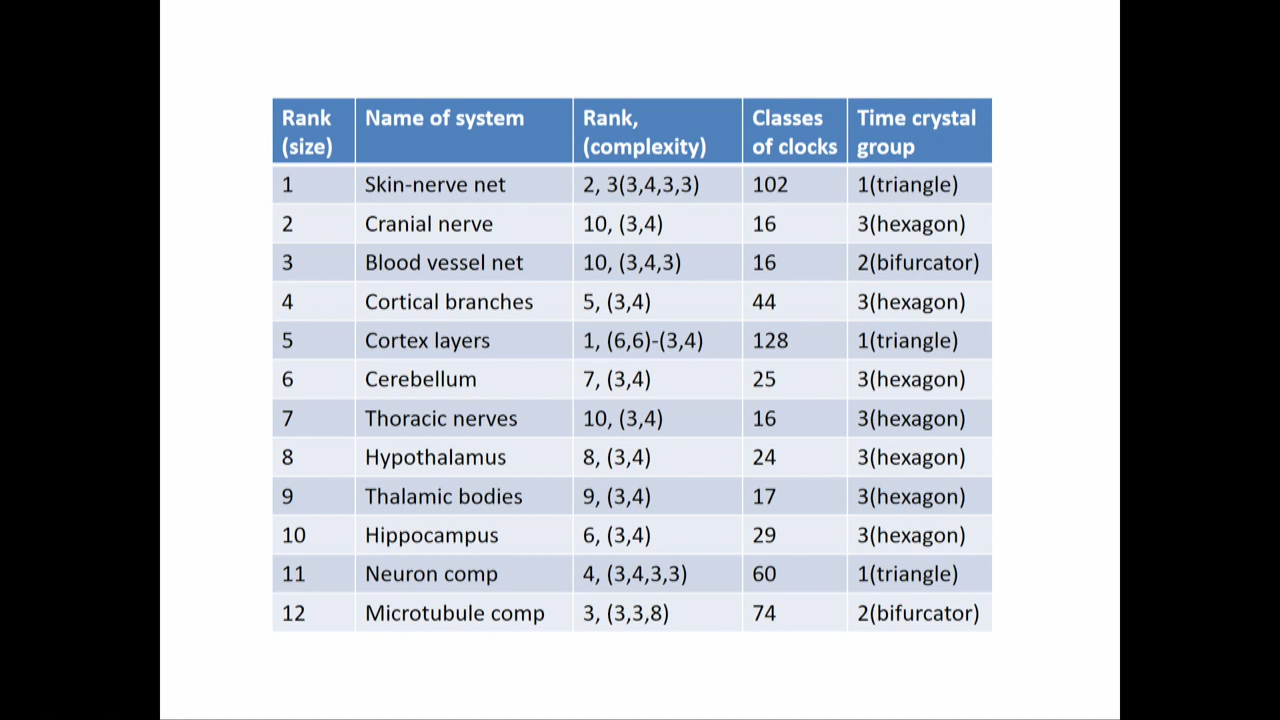 Rank (size) Name of system Rank, (complexity) Classes of clocks Time crystal group
1 Skin-nerve net 2, 3(3,4,3,3) 102 1(triangle)
2 Cranial nerve 10, (3,4) 16 3(hexagon)
3 Blood vessel net 10, (3,4,3) 16 2(bifurcator)
4 Cortical branches 5, (3,4) 44 3(hexagon)
5 Cortex layers 1, (6,6)-(3,4) 128 1(triangle)
6 Cerebellum 7, (3,4) 25 3(hexagon)
7 Thoracic nerves 10, (3,4) 16 3(hexagon)
8 Hypothalamus 8, (3,4) 24 3(hexagon)
9 Thalamic bodies 9, (3,4) 17 3(hexagon)
10 Hippocampus 6, (3,4) 29 3(hexagon)
11 Neuron comp 4, (3,4,3,3) 60 1(triangle)
12 Microtubule comp 3, (3,3,8) 74 2(bifurcator)